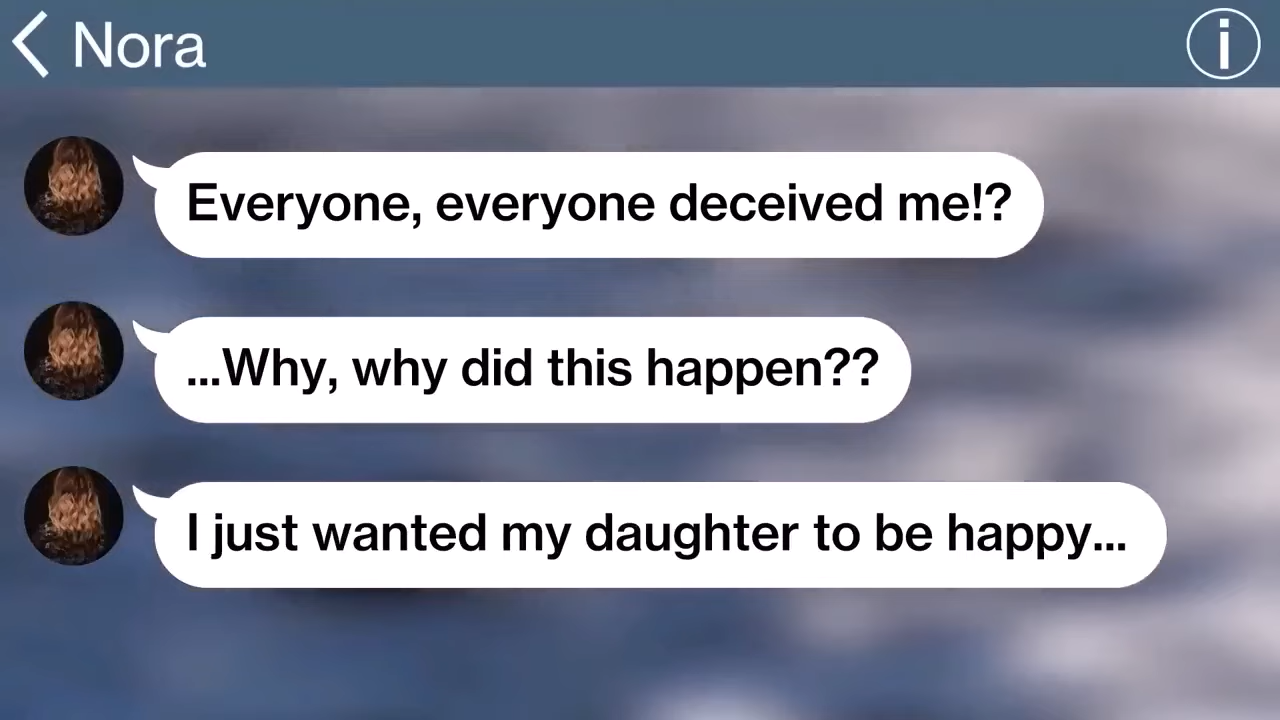 Nora
Everyone, everyone deceived me!?
...Why, why did this happen??
I just wanted my daughter to be happy...